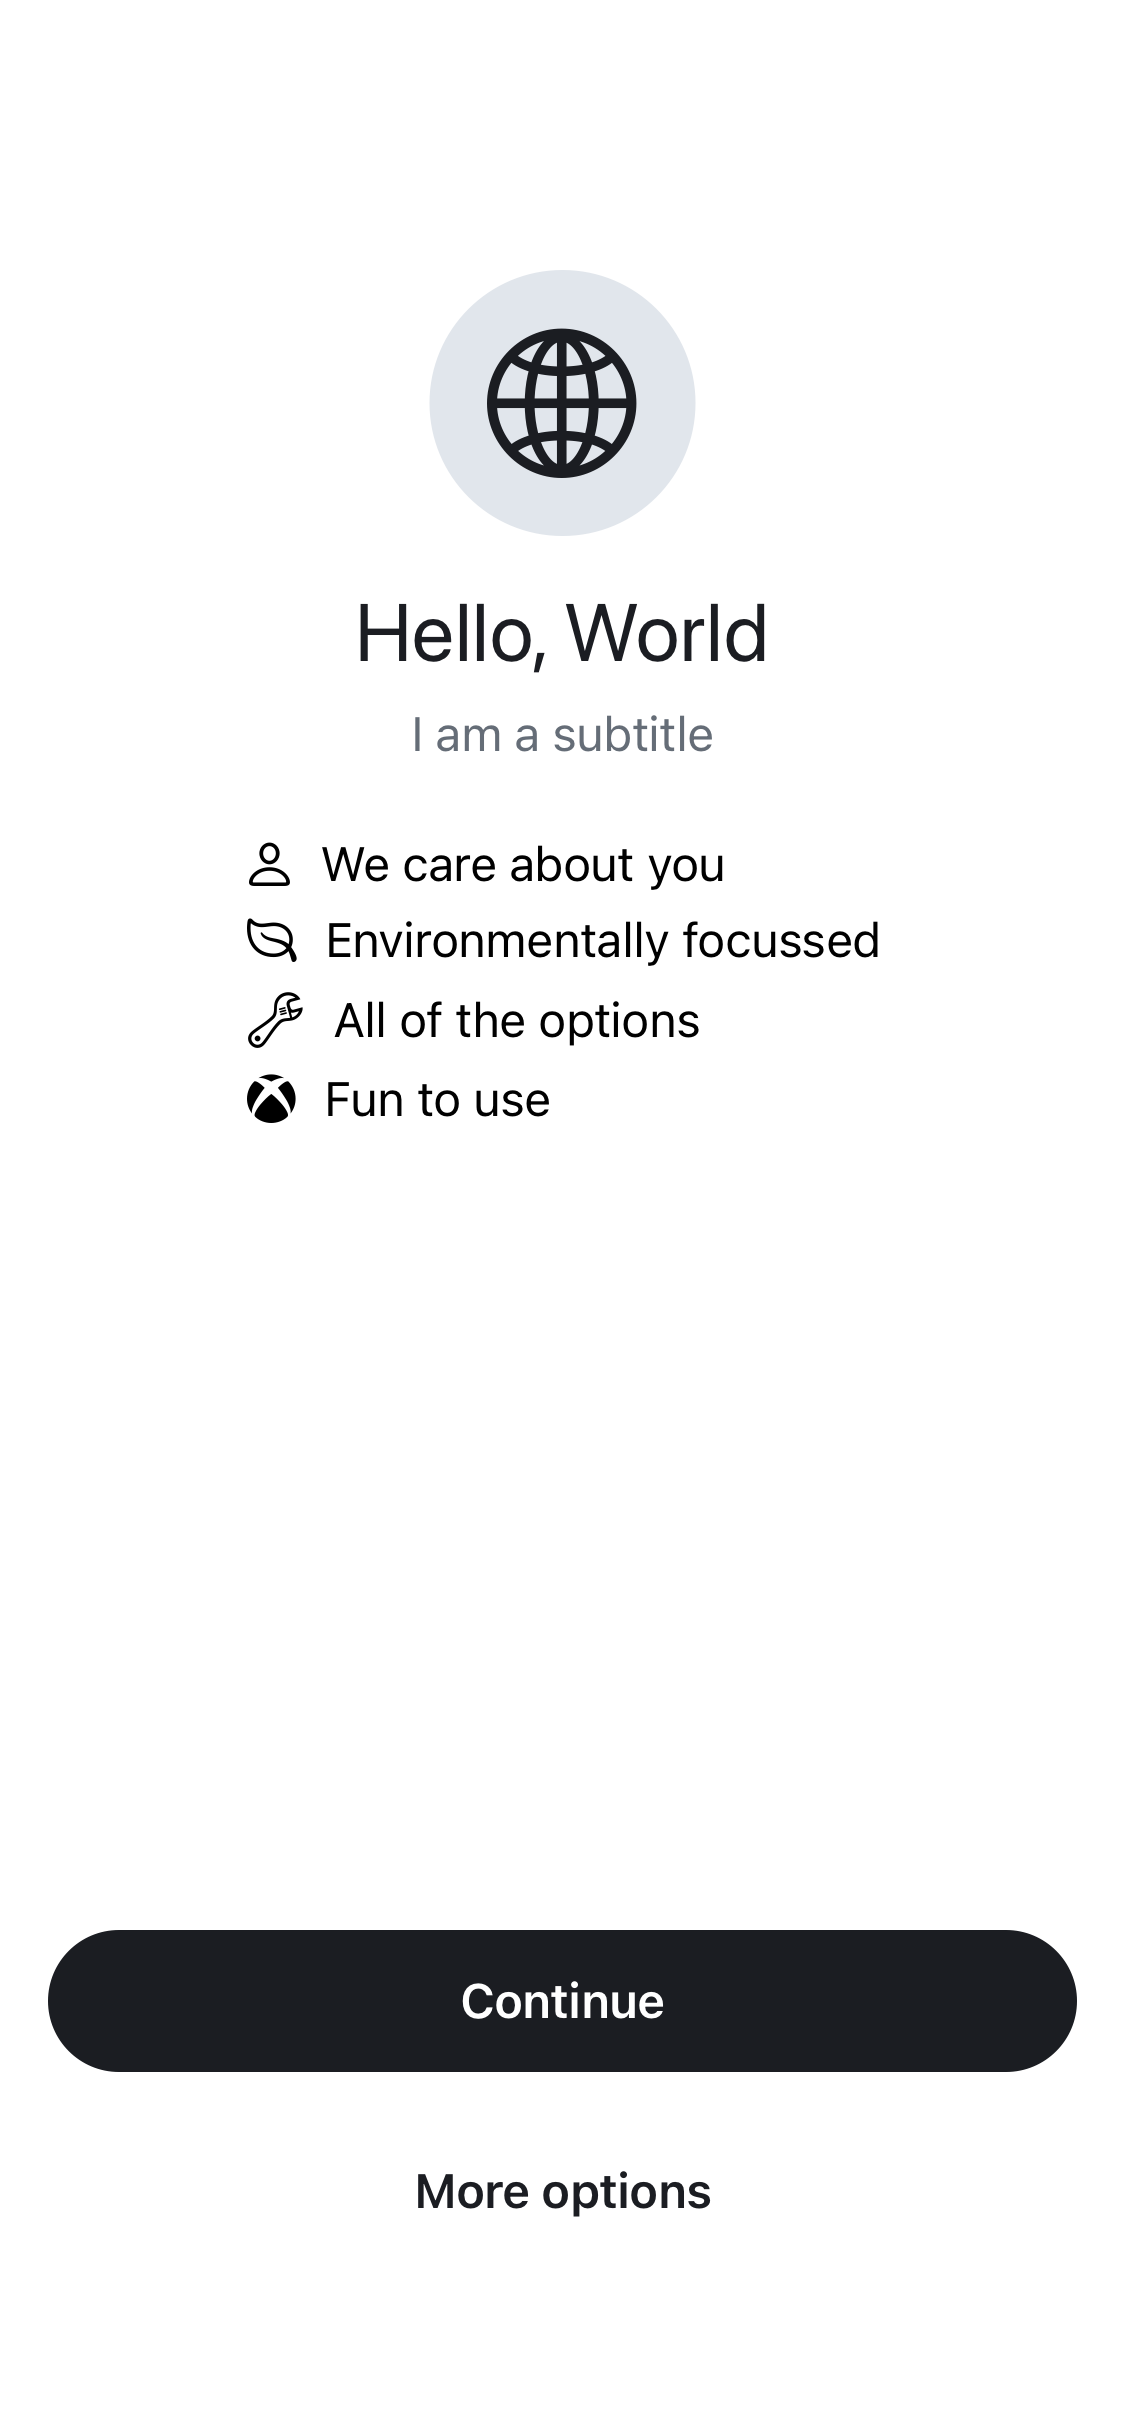 Hello, World
I am a subtitle
We care about you
Environmentally focussed
All of the options
Fun to use
Continue
More options